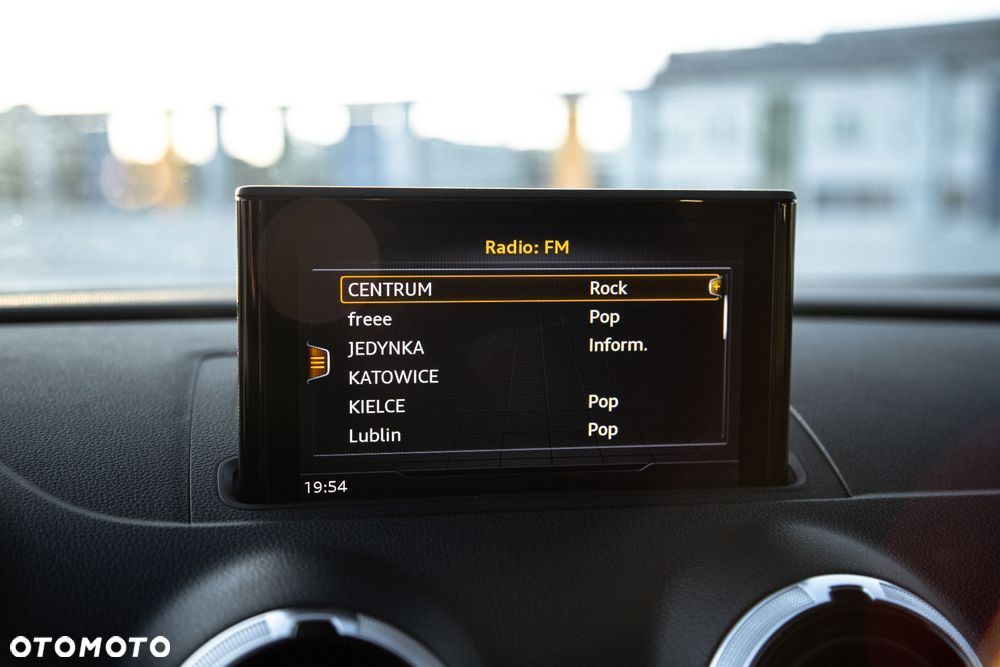 Radio: FM
CENTRUM Rock
freee Pop
JEDYNKA Inform.
KATOWICE
KIELCE Pop
Lublin Pop
19:54
OTOMOTO